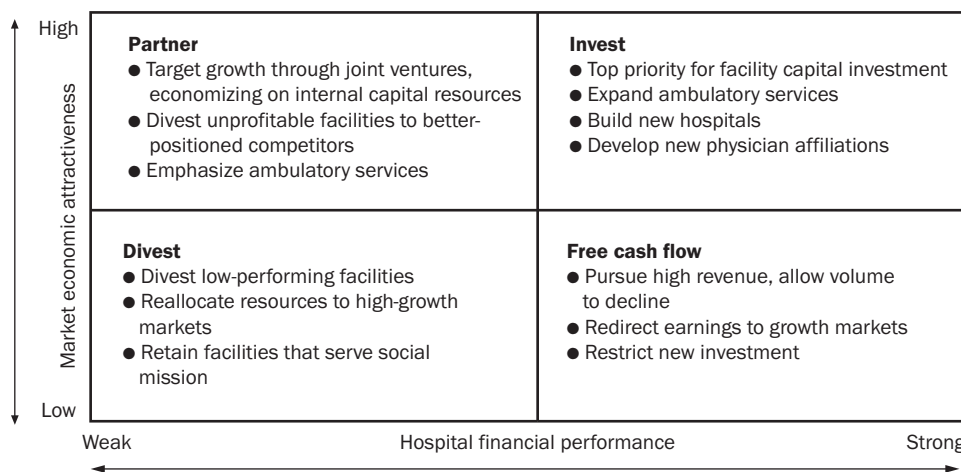 High
Partner
● Target growth through joint ventures,
economizing on internal capital resources
● Divest unprofitable facilities to better-
positioned competitors
● Emphasize ambulatory services
Invest
● Top priority for facility capital investment
● Expand ambulatory services
● Build new hospitals
● Develop new physician affiliations
Market economic attractiveness
Divest
● Divest low-performing facilities
● Reallocate resources to high-growth
markets
● Retain facilities that serve social
mission
Free cash flow
● Pursue high revenue, allow volume
to decline
● Redirect earnings to growth markets
● Restrict new investment
Low
Weak
Hospital financial performance
Strong